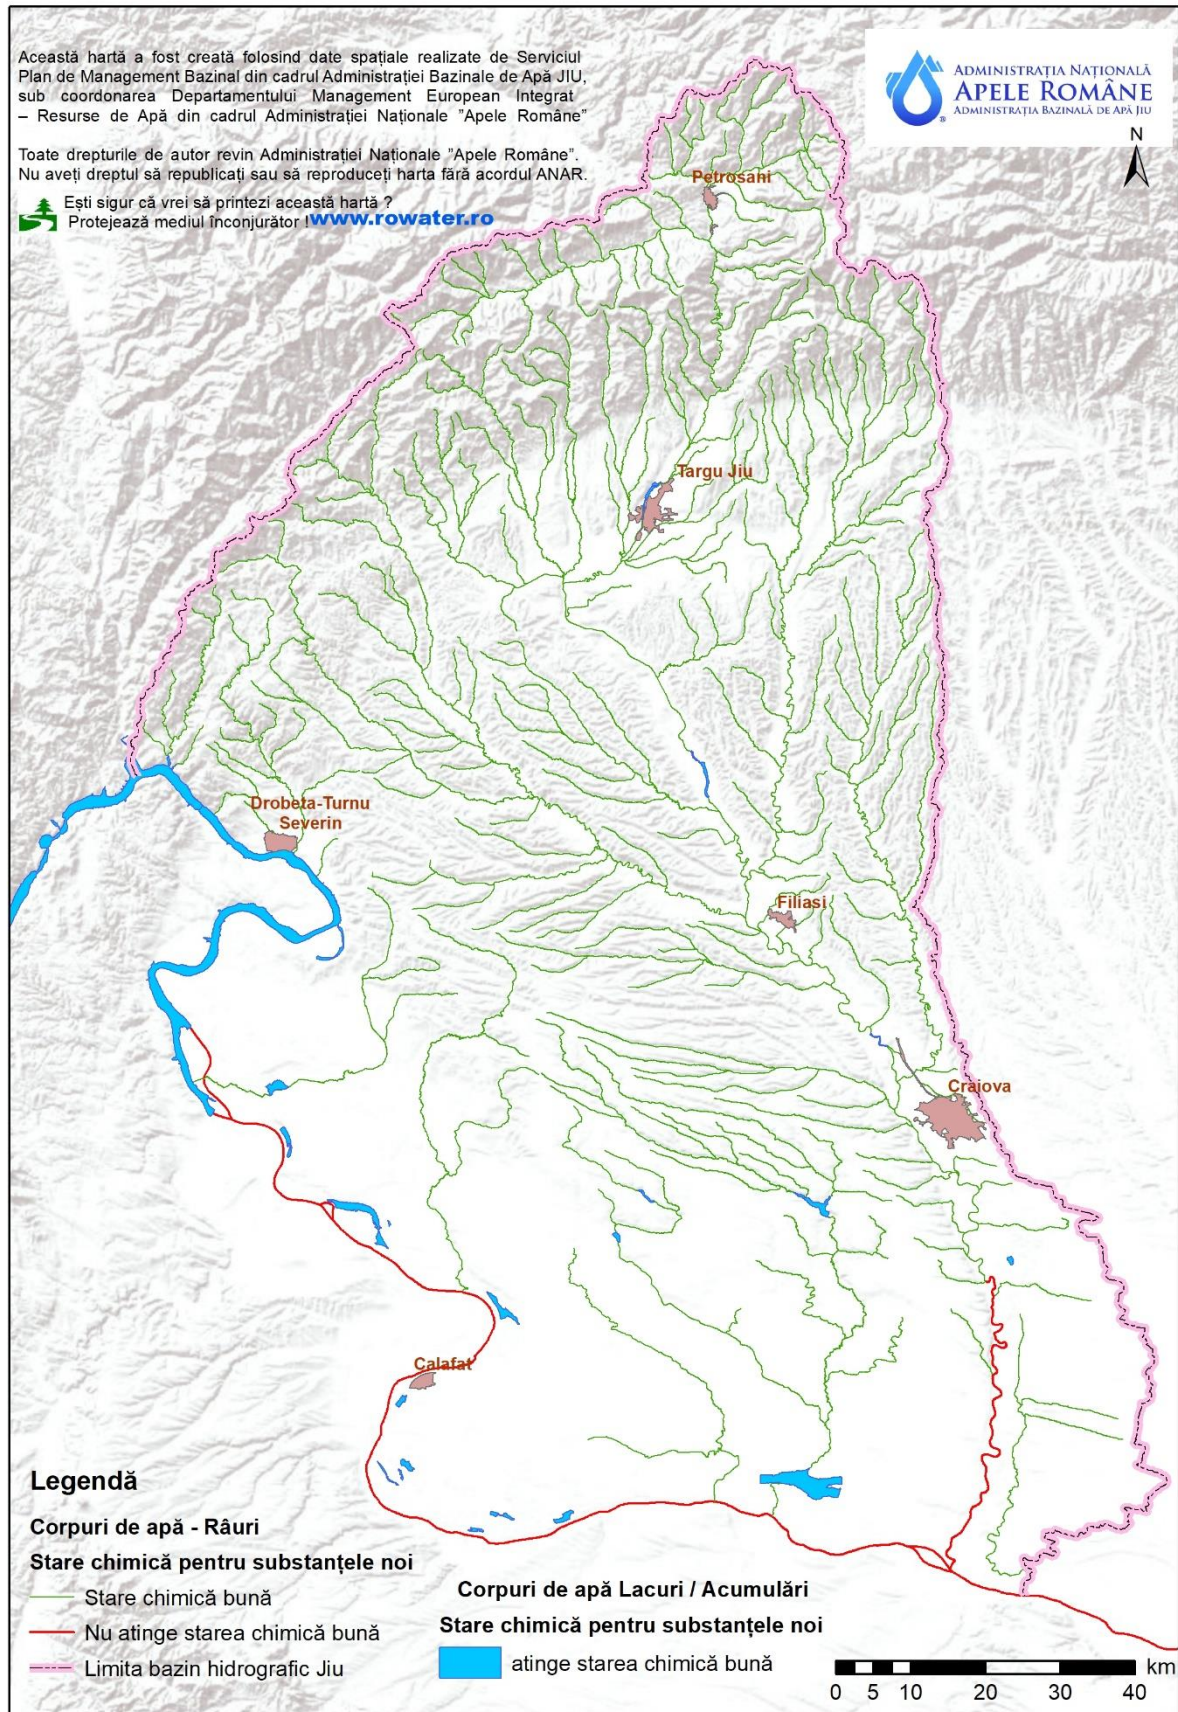 Această hartă a fost creată folosind date spațiale realizate de Serviciul
Plan de Management Bazinal din cadrul Administrației Bazinale de Apă JIU,
sub coordonarea Departamentului Management European Integrat
– Resurse de Apă din cadrul Administrației Naționale "Apele Române"
Toate drepturile de autor revin Administrației Naționale "Apele Române".
Nu aveți dreptul să republicați sau să reproduceți harta fără acordul ANAR.
Ești sigur că vrei să printezi această hartă ?
Protejează mediul înconjurător ! www.rowater.ro
ADMINISTRAȚIA NAȚIONALĂ
APELE ROMÂNE
ADMINISTRAȚIA BAZINALĂ DE APĂ JIU
®
N
Petrosani
Targu Jiu
Drobeta-Turnu
Severin
Filiasi
Craiova
Calafat
Legendă
Corpuri de apă - Râuri
Stare chimică pentru substanțele noi
Stare chimică bună
Nu atinge starea chimică bună
Limita bazin hidrografic Jiu
Corpuri de apă Lacuri / Acumulări
Stare chimică pentru substanțele noi
atinge starea chimică bună
km
0 5 10 20 30 40